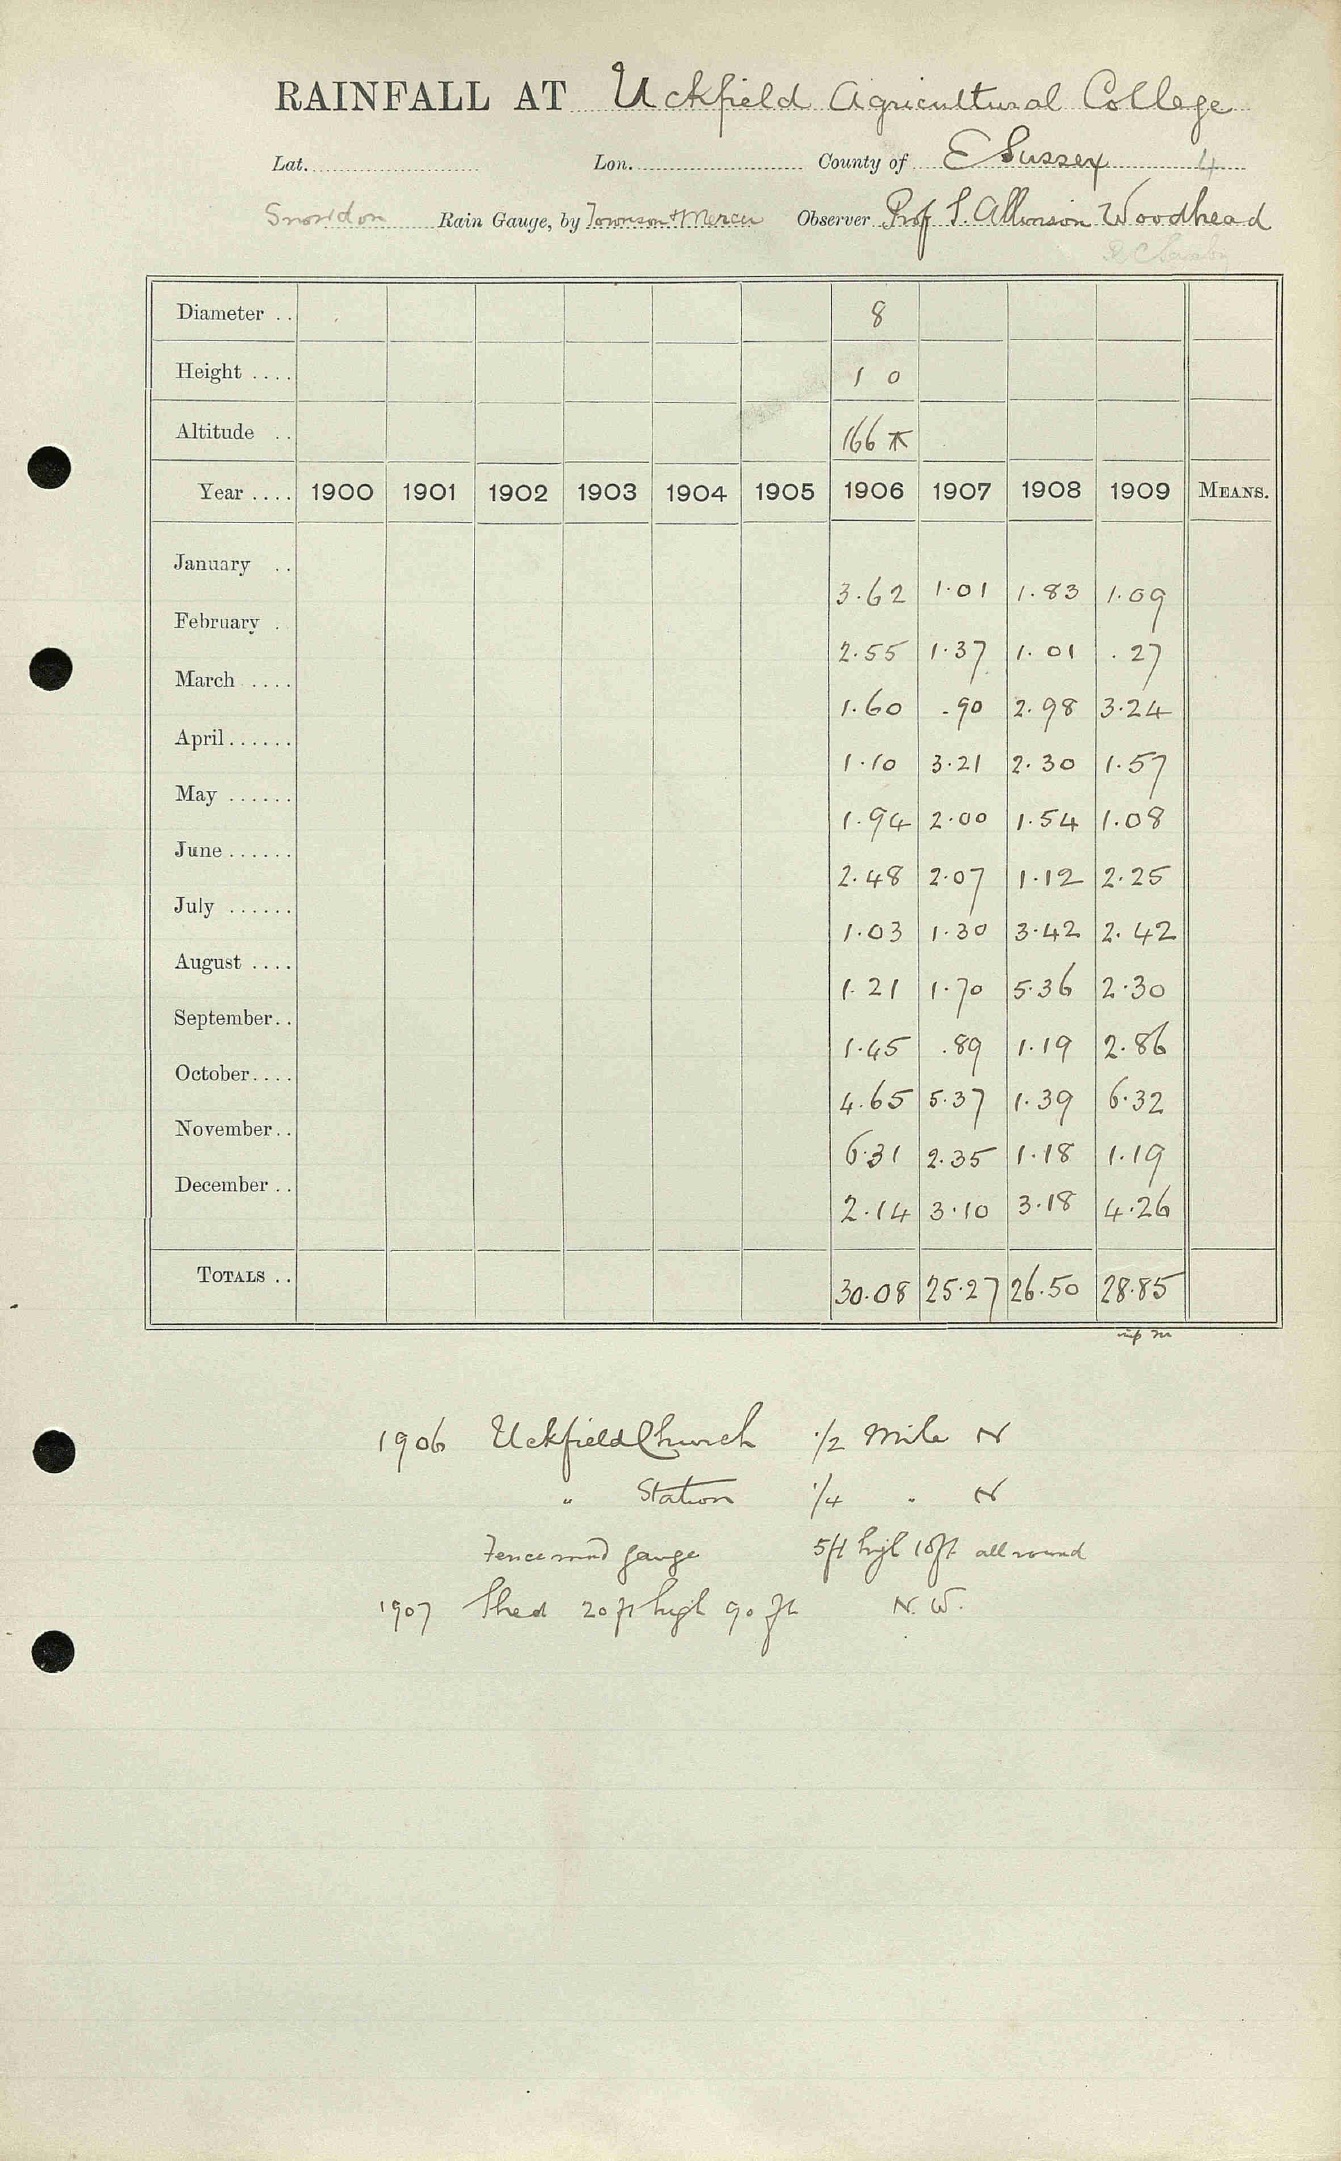 RAINFALL AT Uckfield Agricultural College
Lat. Lon. County of E Sussex 4
Snowdon Rain Gauge, by Townson & Mercer Observer Prof S. Allinson Woodhead
Diameter .. 8
Height .... 1 0
Altitude .. 166
Year .... 1900 1901 1902 1903 1904 1905 1906 1907 1908 1909 MEANS.
January .. 3.62 1.01 1.83 1.09
February . 2.55 1.37 1.01 .27
March ..... 1.60 .90 2.98 3.24
April...... 1.10 3.21 2.30 1.57
May ...... 1.94 2.00 1.54 1.08
June...... 2.48 2.07 1.12 2.25
July ...... 1.03 1.30 3.42 2.42
August .... 1.21 1.70 5.36 2.30
September.. 1.45 .89 1.19 2.86
October.... 4.65 5.37 1.39 6.32
November.. 6.31 2.35 1.18 1.19
December .. 2.14 3.10 3.18 4.26
TOTALS .. 30.08 25.27 26.50 28.85
1906 Uckfield Church 1/2 Mile N
" Station 1/4 " N
Fence round gauge 5ft high 10ft all round
1907 Shed 20 ft high 90 ft N.W.